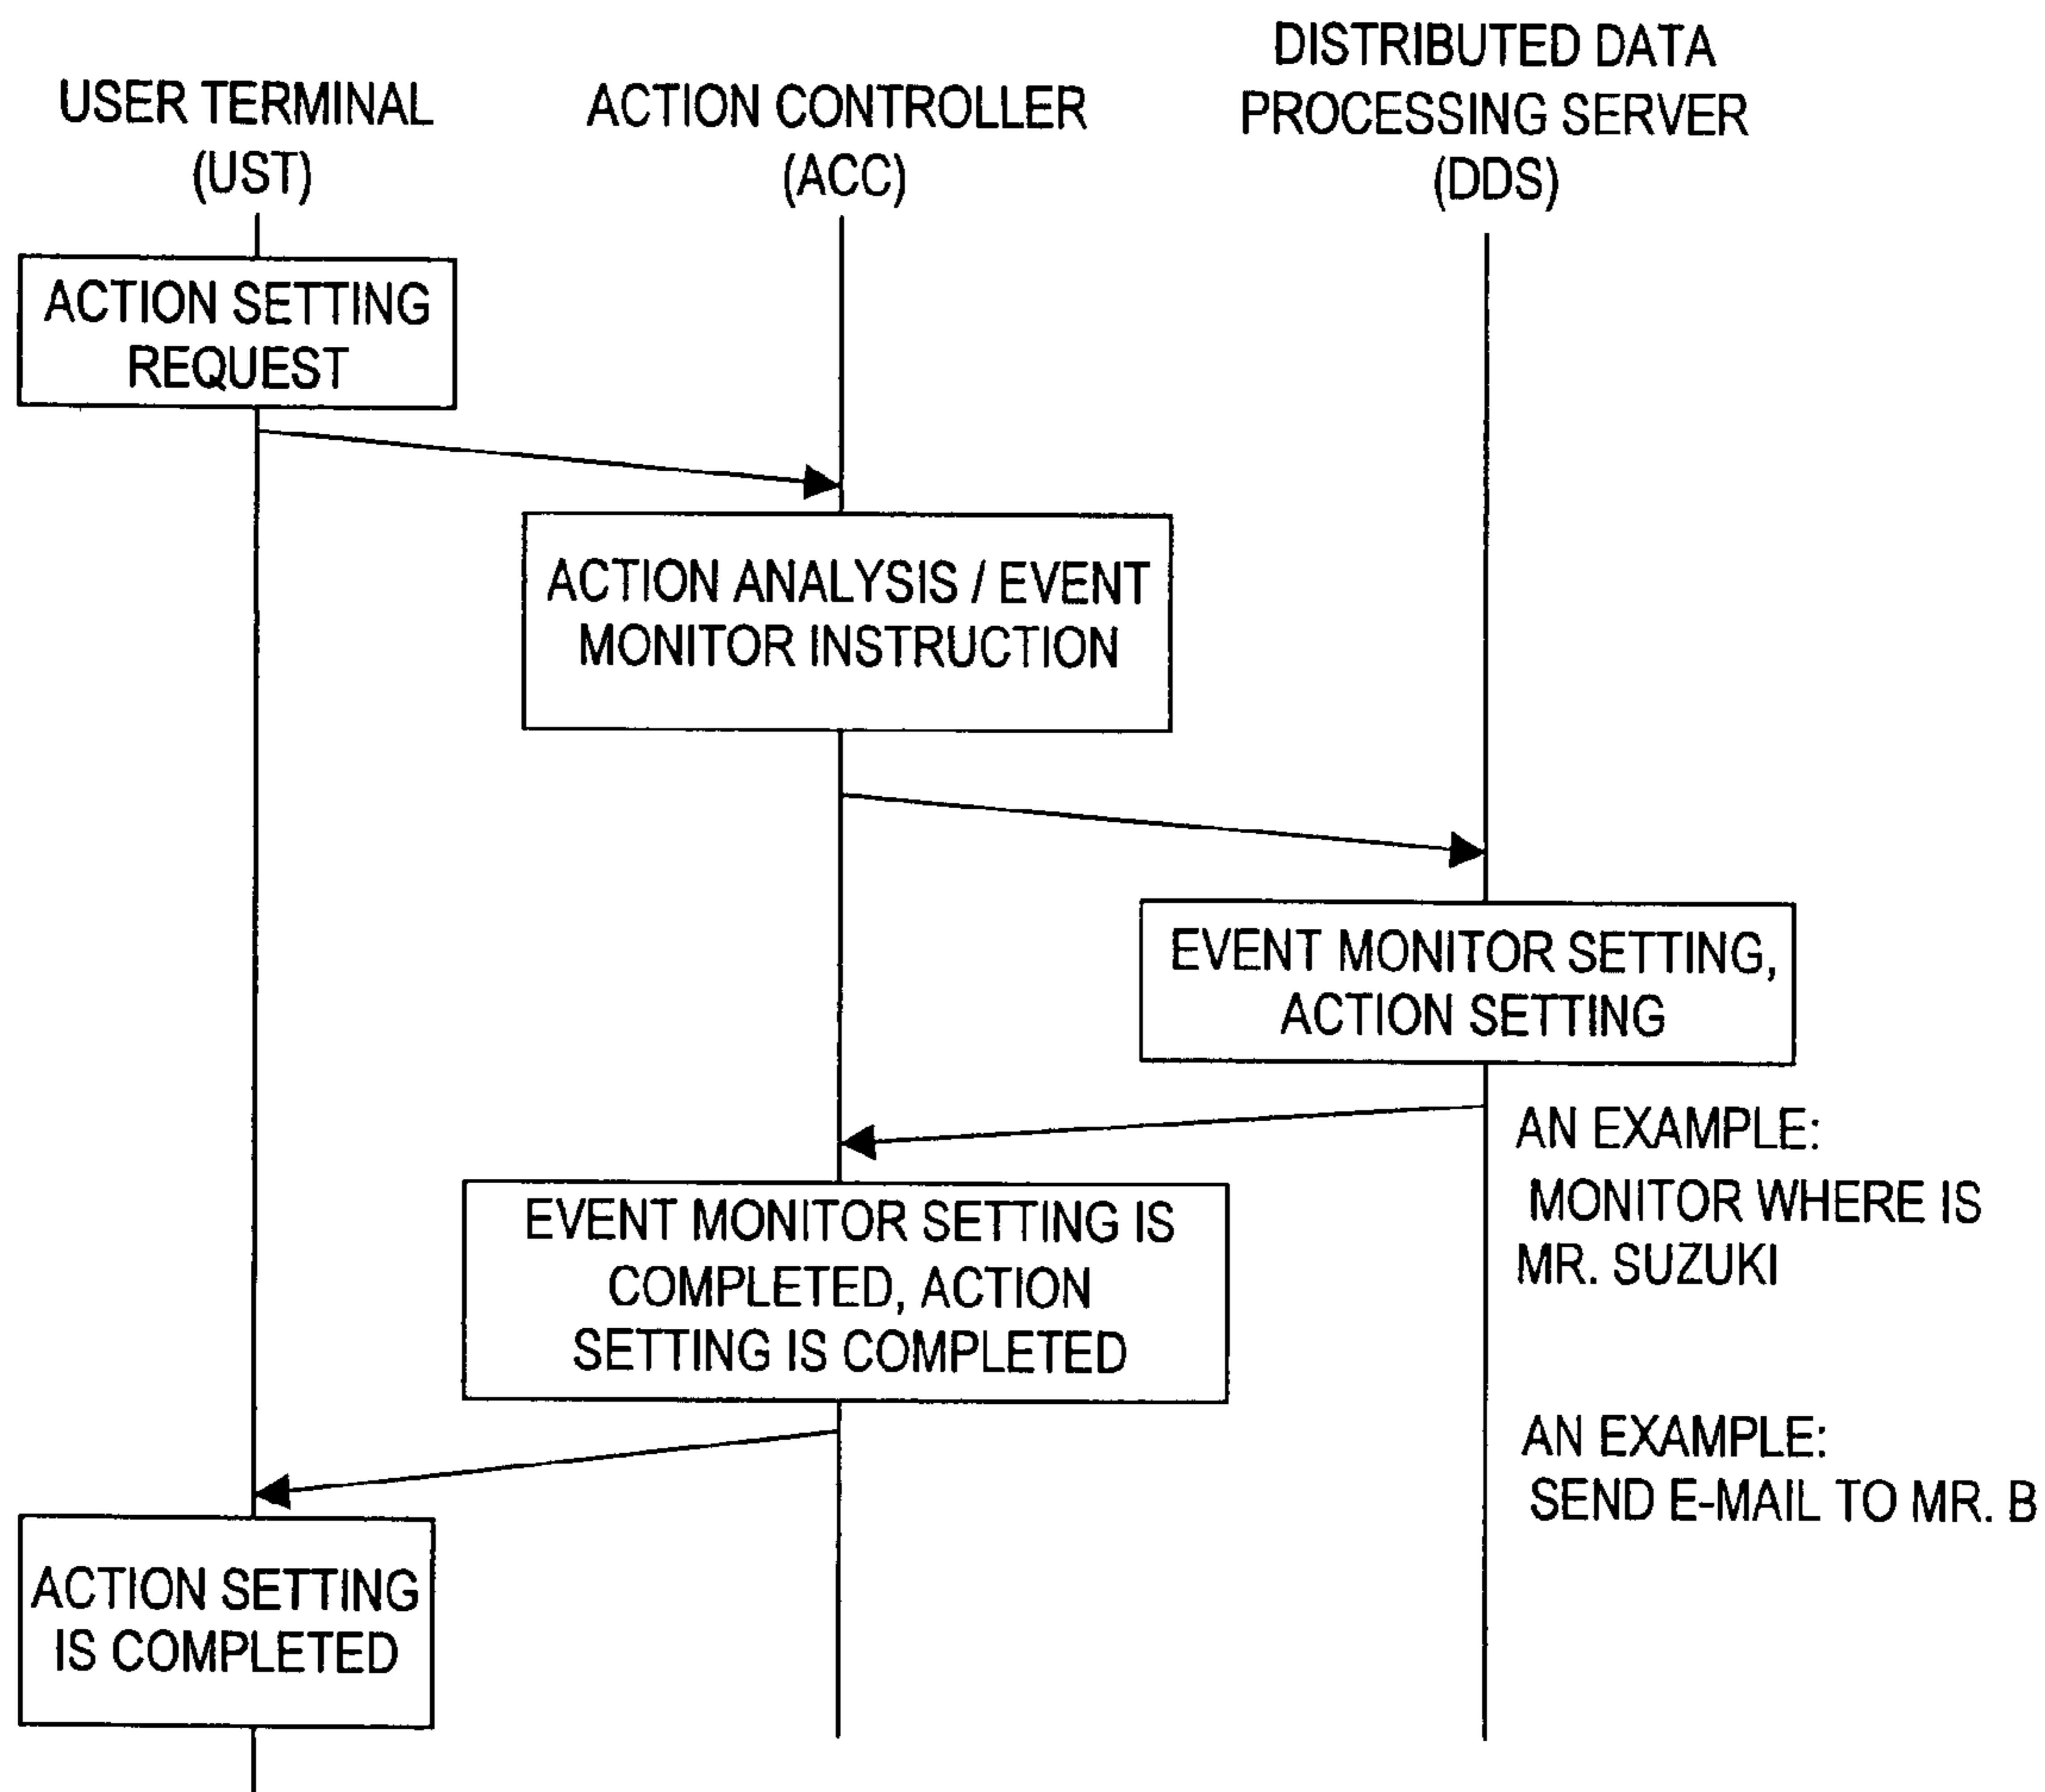 USER TERMINAL
(UST)
ACTION CONTROLLER
(ACC)
DISTRIBUTED DATA
PROCESSING SERVER
(DDS)
ACTION SETTING
REQUEST
ACTION ANALYSIS / EVENT
MONITOR INSTRUCTION
EVENT MONITOR SETTING,
ACTION SETTING
AN EXAMPLE:
MONITOR WHERE IS
MR. SUZUKI
EVENT MONITOR SETTING IS
COMPLETED, ACTION
SETTING IS COMPLETED
AN EXAMPLE:
SEND E-MAIL TO MR. B
ACTION SETTING
IS COMPLETED